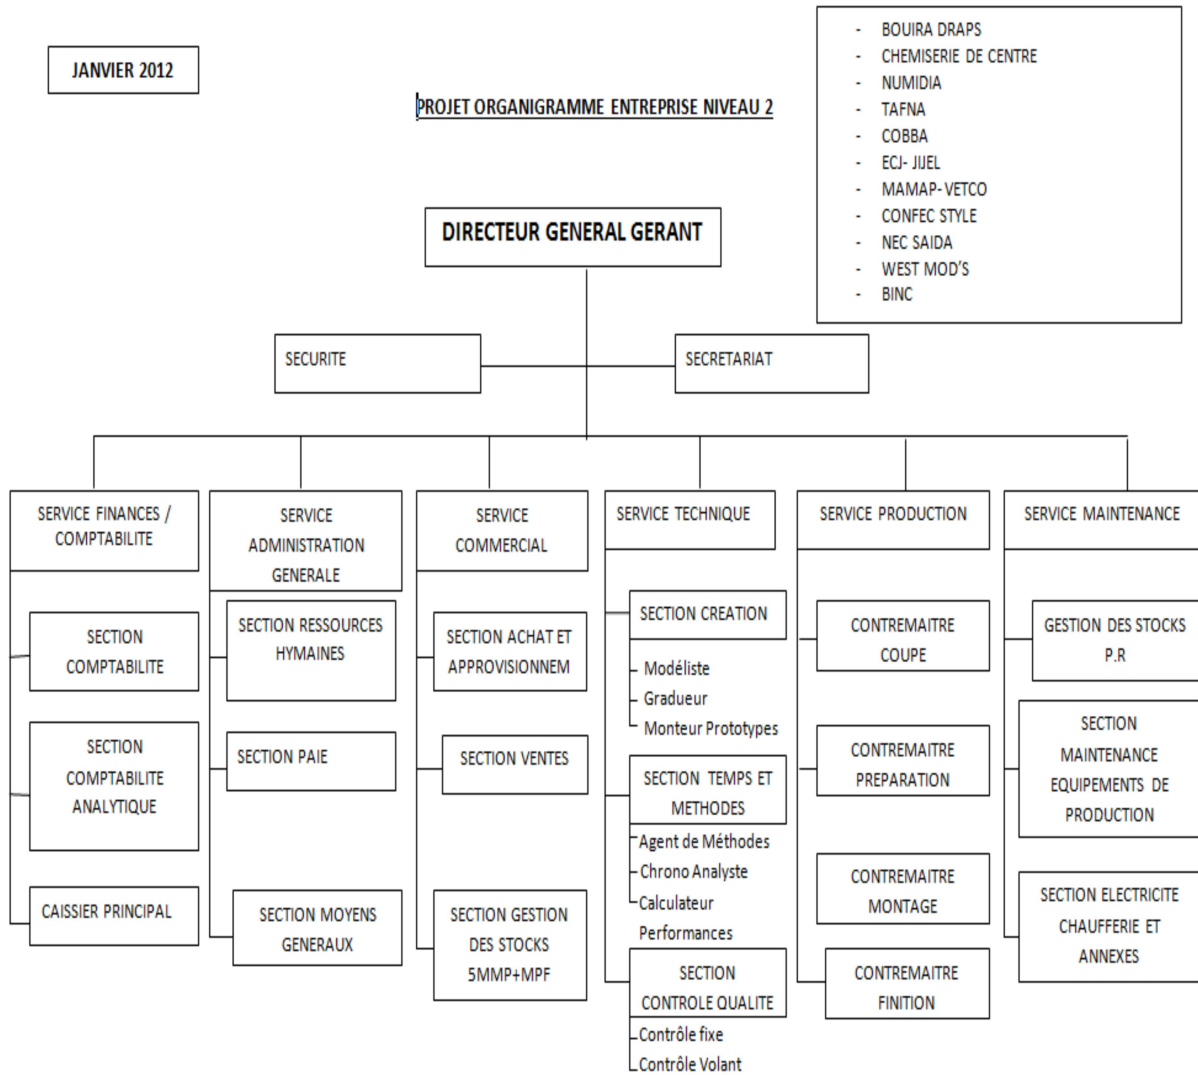 JANVIER 2012
PROJET ORGANIGRAMME ENTREPRISE NIVEAU 2
- BOUIRA DRAPS
- CHEMISERIE DE CENTRE
- NUMIDIA
- TAFNA
- COBBA
- ECJ- JIJEL
- MAMAP- VETCO
- CONFEC STYLE
- NEC SAIDA
- WEST MOD'S
- BINC
DIRECTEUR GENERAL GERANT
SECURITE
SECRETARIAT
SERVICE FINANCES /
COMPTABILITE
SECTION
COMPTABILITE
SECTION
COMPTABILITE
ANALYTIQUE
CAISSIER PRINCIPAL
SERVICE
ADMINISTRATION
GENERALE
SECTION RESSOURCES
HYMAINES
SECTION PAIE
SECTION MOYENS
GENERAUX
SERVICE
COMMERCIAL
SECTION ACHAT ET
APPROVISIONNEM
SECTION VENTES
SECTION GESTION
DES STOCKS
5MMP+MPF
SERVICE TECHNIQUE
SECTION CREATION
Modéliste
Gradueur
Monteur Prototypes
SECTION TEMPS ET
METHODES
Agent de Méthodes
Chrono Analyste
Calculateur
Performances
SECTION
CONTROLE QUALITE
Contrôle fixe
Contrôle Volant
SERVICE PRODUCTION
CONTREMAITRE
COUPE
CONTREMAITRE
PREPARATION
CONTREMAITRE
MONTAGE
CONTREMAITRE
FINITION
SERVICE MAINTENANCE
GESTION DES STOCKS
P.R
SECTION
MAINTENANCE
EQUIPEMENTS DE
PRODUCTION
SECTION ELECTRICITE
CHAUFFERIE ET
ANNEXES